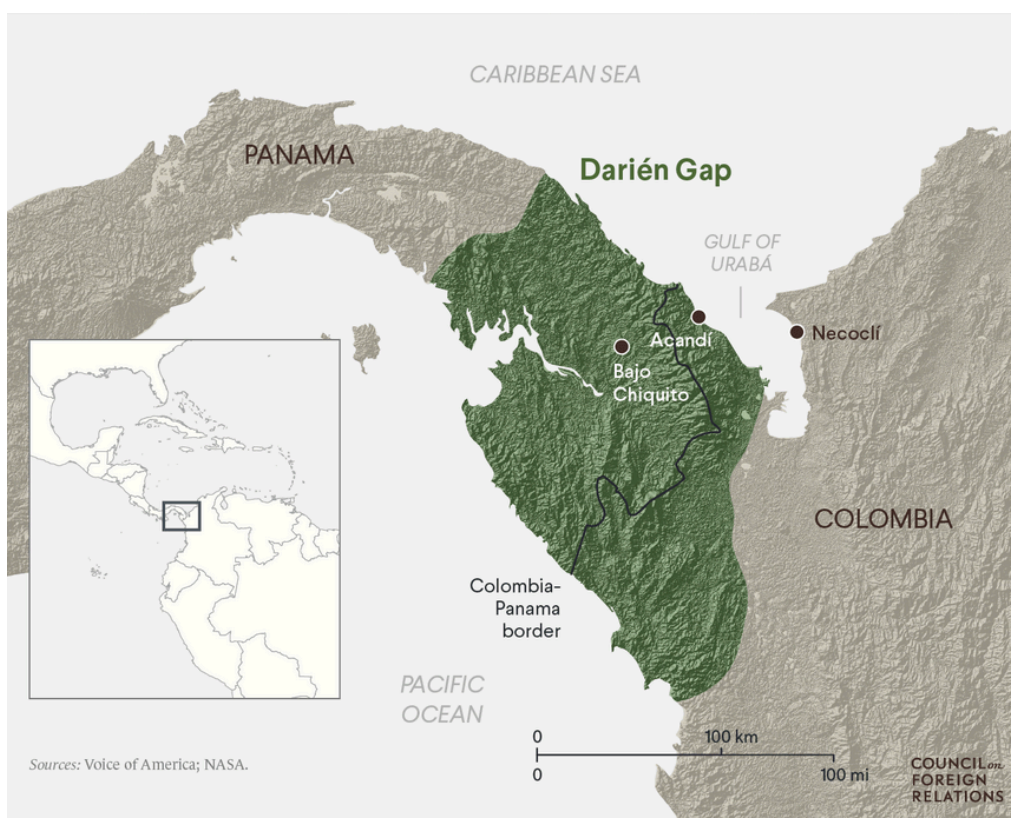 CARIBBEAN SEA
PANAMA
Darién Gap
GULF OF
URABÁ
Acandí
Necoclí
Bajo
Chiquito
COLOMBIA
Colombia-
Panama
border
PACIFIC
OCEAN
0
100 km
0
100 mi
Sources: Voice of America; NASA.
COUNCIL on
FOREIGN
RELATIONS